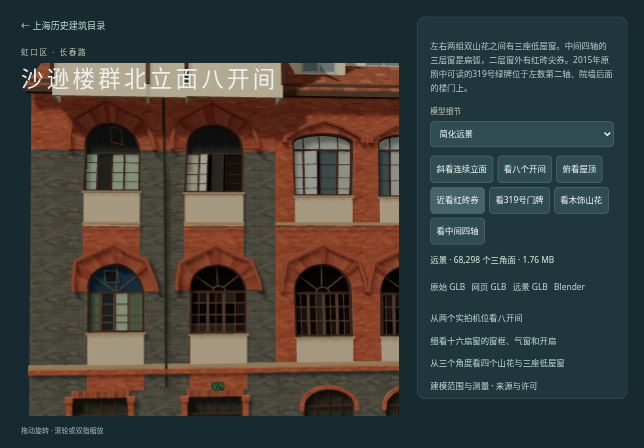 ← 上海历史建筑目录
虹口区 · 长春路
沙逊楼群北立面八开间
拖动旋转 · 滚轮或双指缩放
左右两组双山花之间有三座低屋窗。中间四轴的
三层窗是扁弧，二层窗外有红砖尖券。2015年原
照中可读的319号绿牌位于左数第二轴、院墙后面
的楼门上。
模型细节
简化远景
斜看连续立面
看八个开间
俯看屋顶
近看红砖券
看319号门牌
看木饰山花
看中间四轴
远景 · 68,298 个三角面 · 1.76 MB
原始 GLB 网页 GLB 远景 GLB Blender
从两个实拍机位看八开间
细看十六扇窗的窗框、气窗和开扇
从三个角度看四个山花与三座低屋窗
建模范围与测量 · 来源与许可